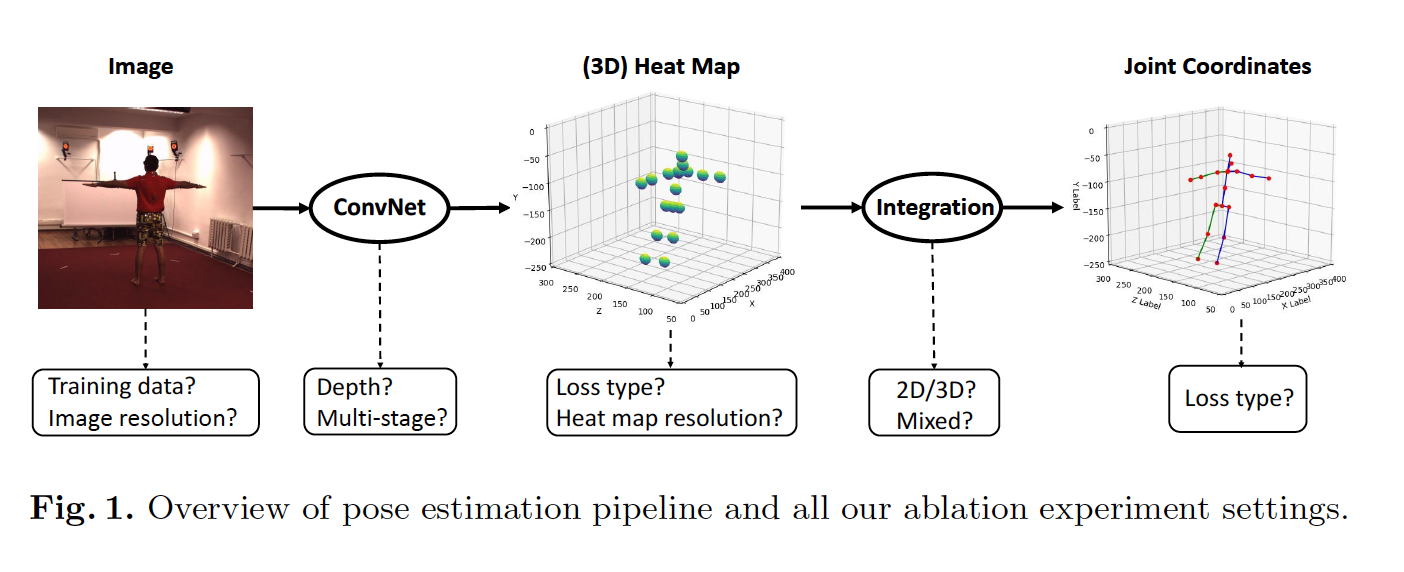 Image
(3D) Heat Map
Joint Coordinates
ConvNet
Integration
0
−50
−100
−150
−200
−250
Y
300
250
200
150
100
50
Z
0
50
100
150
200
250
300
350
400
X
0
−50
−100
−150
−200
−250
Y Label
300
250
200
150
100
50
Z Label
0
50
100
150
200
250
300
350
400
X Label
Training data?
Image resolution?
Depth?
Multi-stage?
Loss type?
Heat map resolution?
2D/3D?
Mixed?
Loss type?
Fig. 1. Overview of pose estimation pipeline and all our ablation experiment settings.